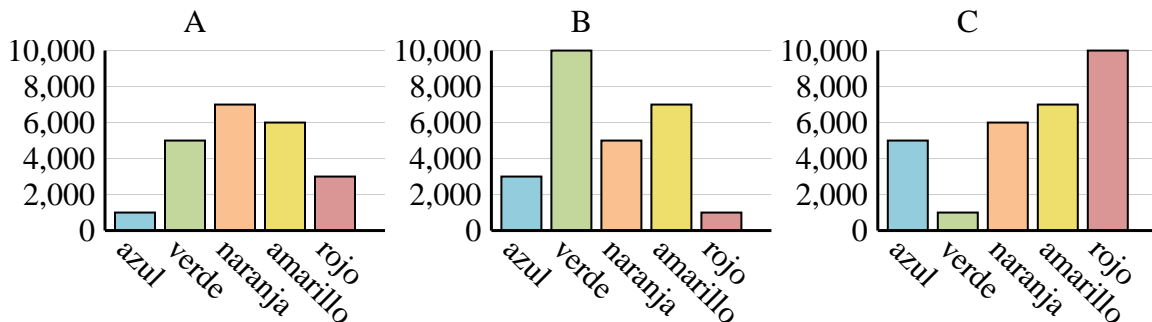 A
10,000
8,000
6,000
4,000
2,000
0
azul
verde
naranja
amarillo
rojo
B
10,000
8,000
6,000
4,000
2,000
0
azul
verde
naranja
amarillo
rojo
C
10,000
8,000
6,000
4,000
2,000
0
azul
verde
naranja
amarillo
rojo